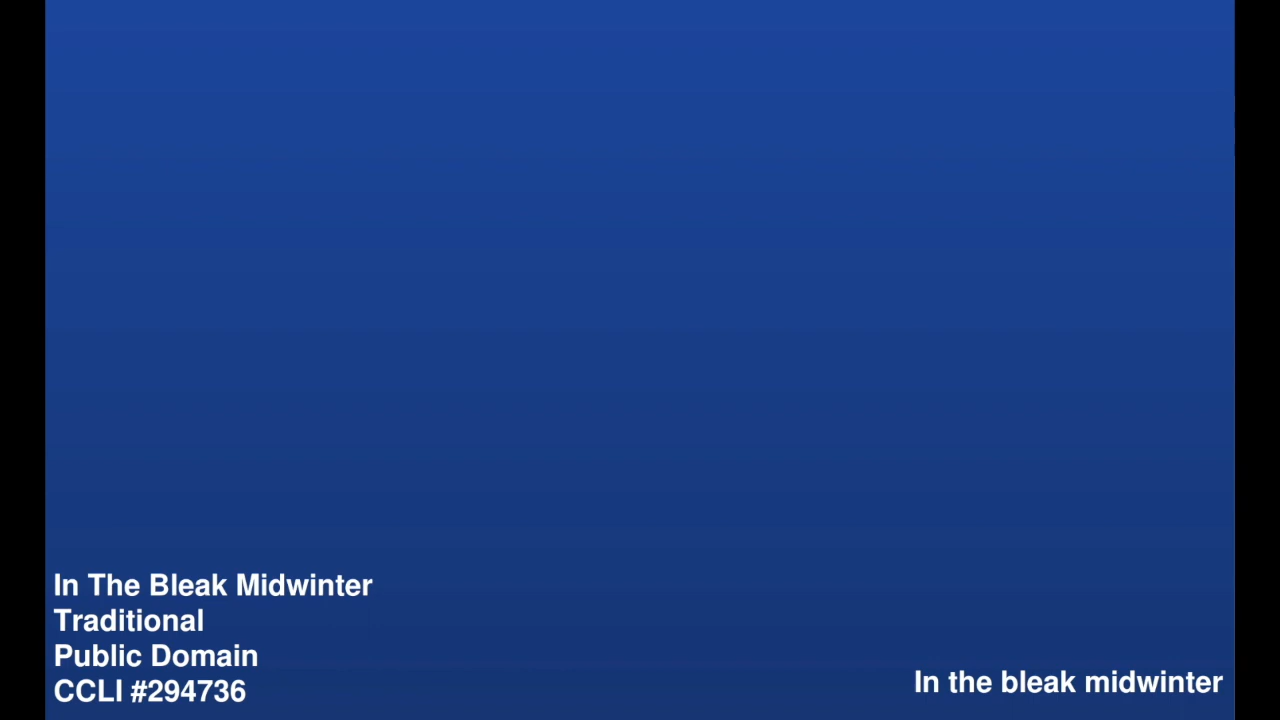 In The Bleak Midwinter
Traditional
Public Domain
CCLI #294736
In the bleak midwinter